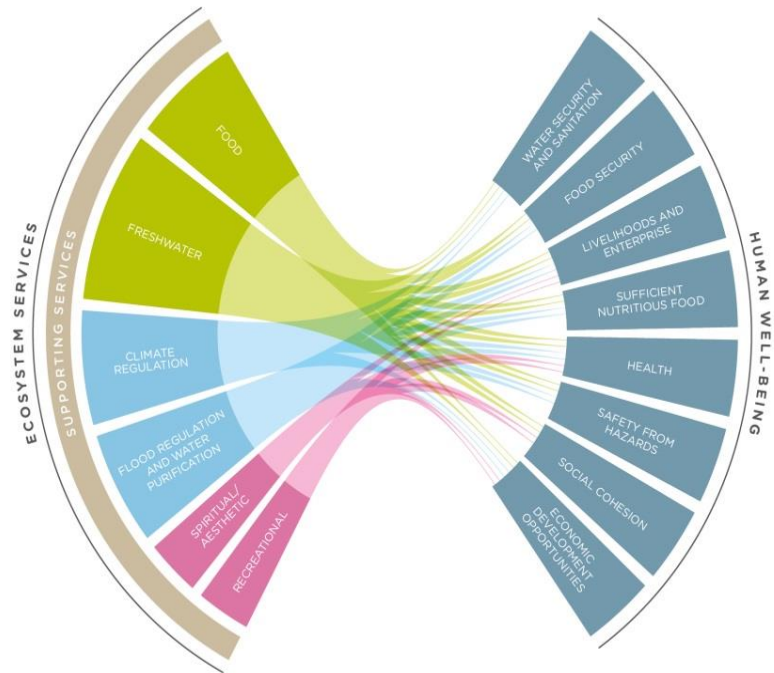 ECOSYSTEM SERVICES
SUPPORTING SERVICES
FOOD
FRESHWATER
CLIMATE
REGULATION
FLOOD REGULATION
AND WATER
PURIFICATION
SPIRITUAL/
AESTHETIC
RECREATIONAL
WATER SECURITY
AND SANITATION
FOOD SECURITY
LIVELIHOODS AND
ENTERPRISE
SUFFICIENT
NUTRITIOUS FOOD
HEALTH
SAFETY FROM
HAZARDS
SOCIAL COHESION
ECONOMIC
DEVELOPMENT
OPPORTUNITIES
HUMAN WELL-BEING